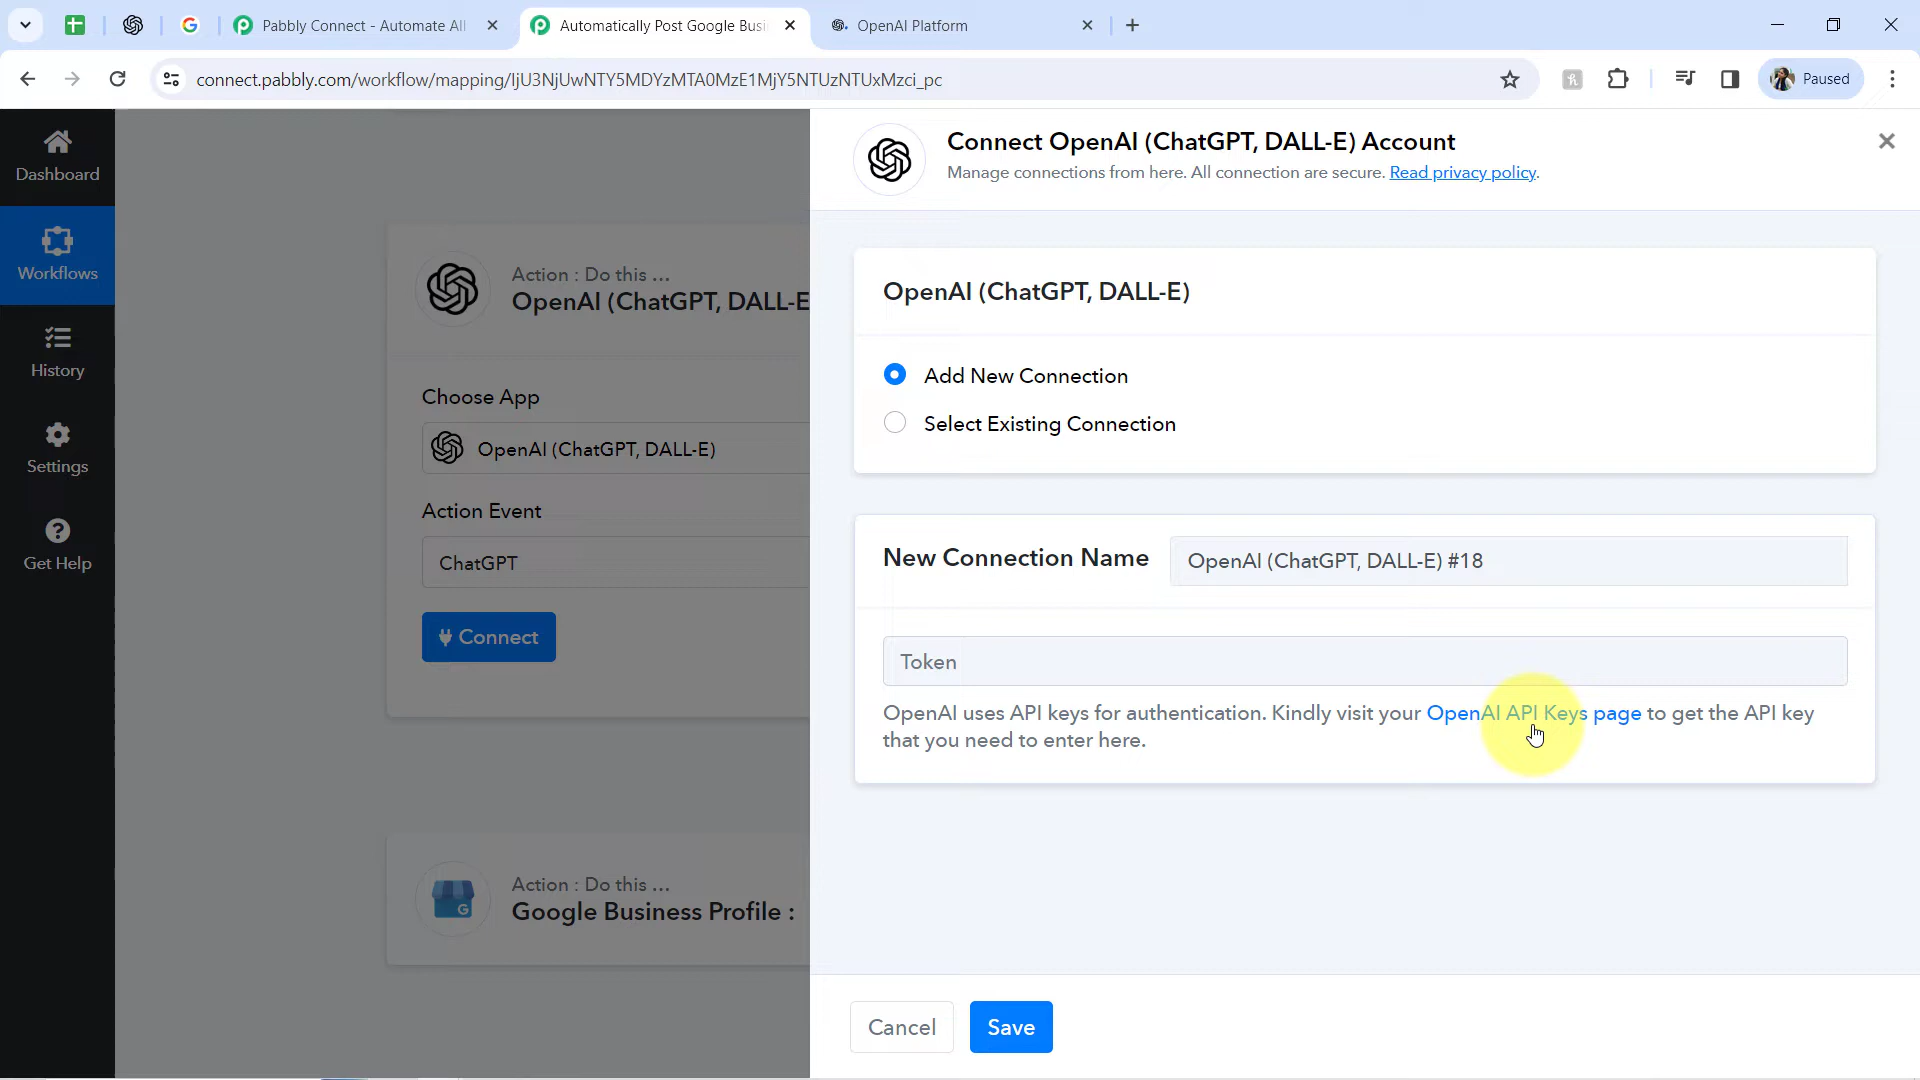 Pabbly Connect - Automate All
Automatically Post Google Busi
OpenAI Platform
connect.pabbly.com/workflow/mapping/IjU3NjUwNTY5MDYzMTA0MzE1MjY5NTUzNTUxMzci_pc
Paused
Dashboard
Workflows
History
Settings
Get Help
Action : Do this ...
OpenAI (ChatGPT, DALL-E
Choose App
OpenAI (ChatGPT, DALL-E)
Action Event
ChatGPT
Connect
Action : Do this ...
Google Business Profile :
Connect OpenAI (ChatGPT, DALL-E) Account
Manage connections from here. All connection are secure. Read privacy policy.
OpenAI (ChatGPT, DALL-E)
Add New Connection
Select Existing Connection
New Connection Name
OpenAI (ChatGPT, DALL-E) #18
Token
OpenAI uses API keys for authentication. Kindly visit your OpenAI API Keys page to get the API key
that you need to enter here.
Cancel
Save